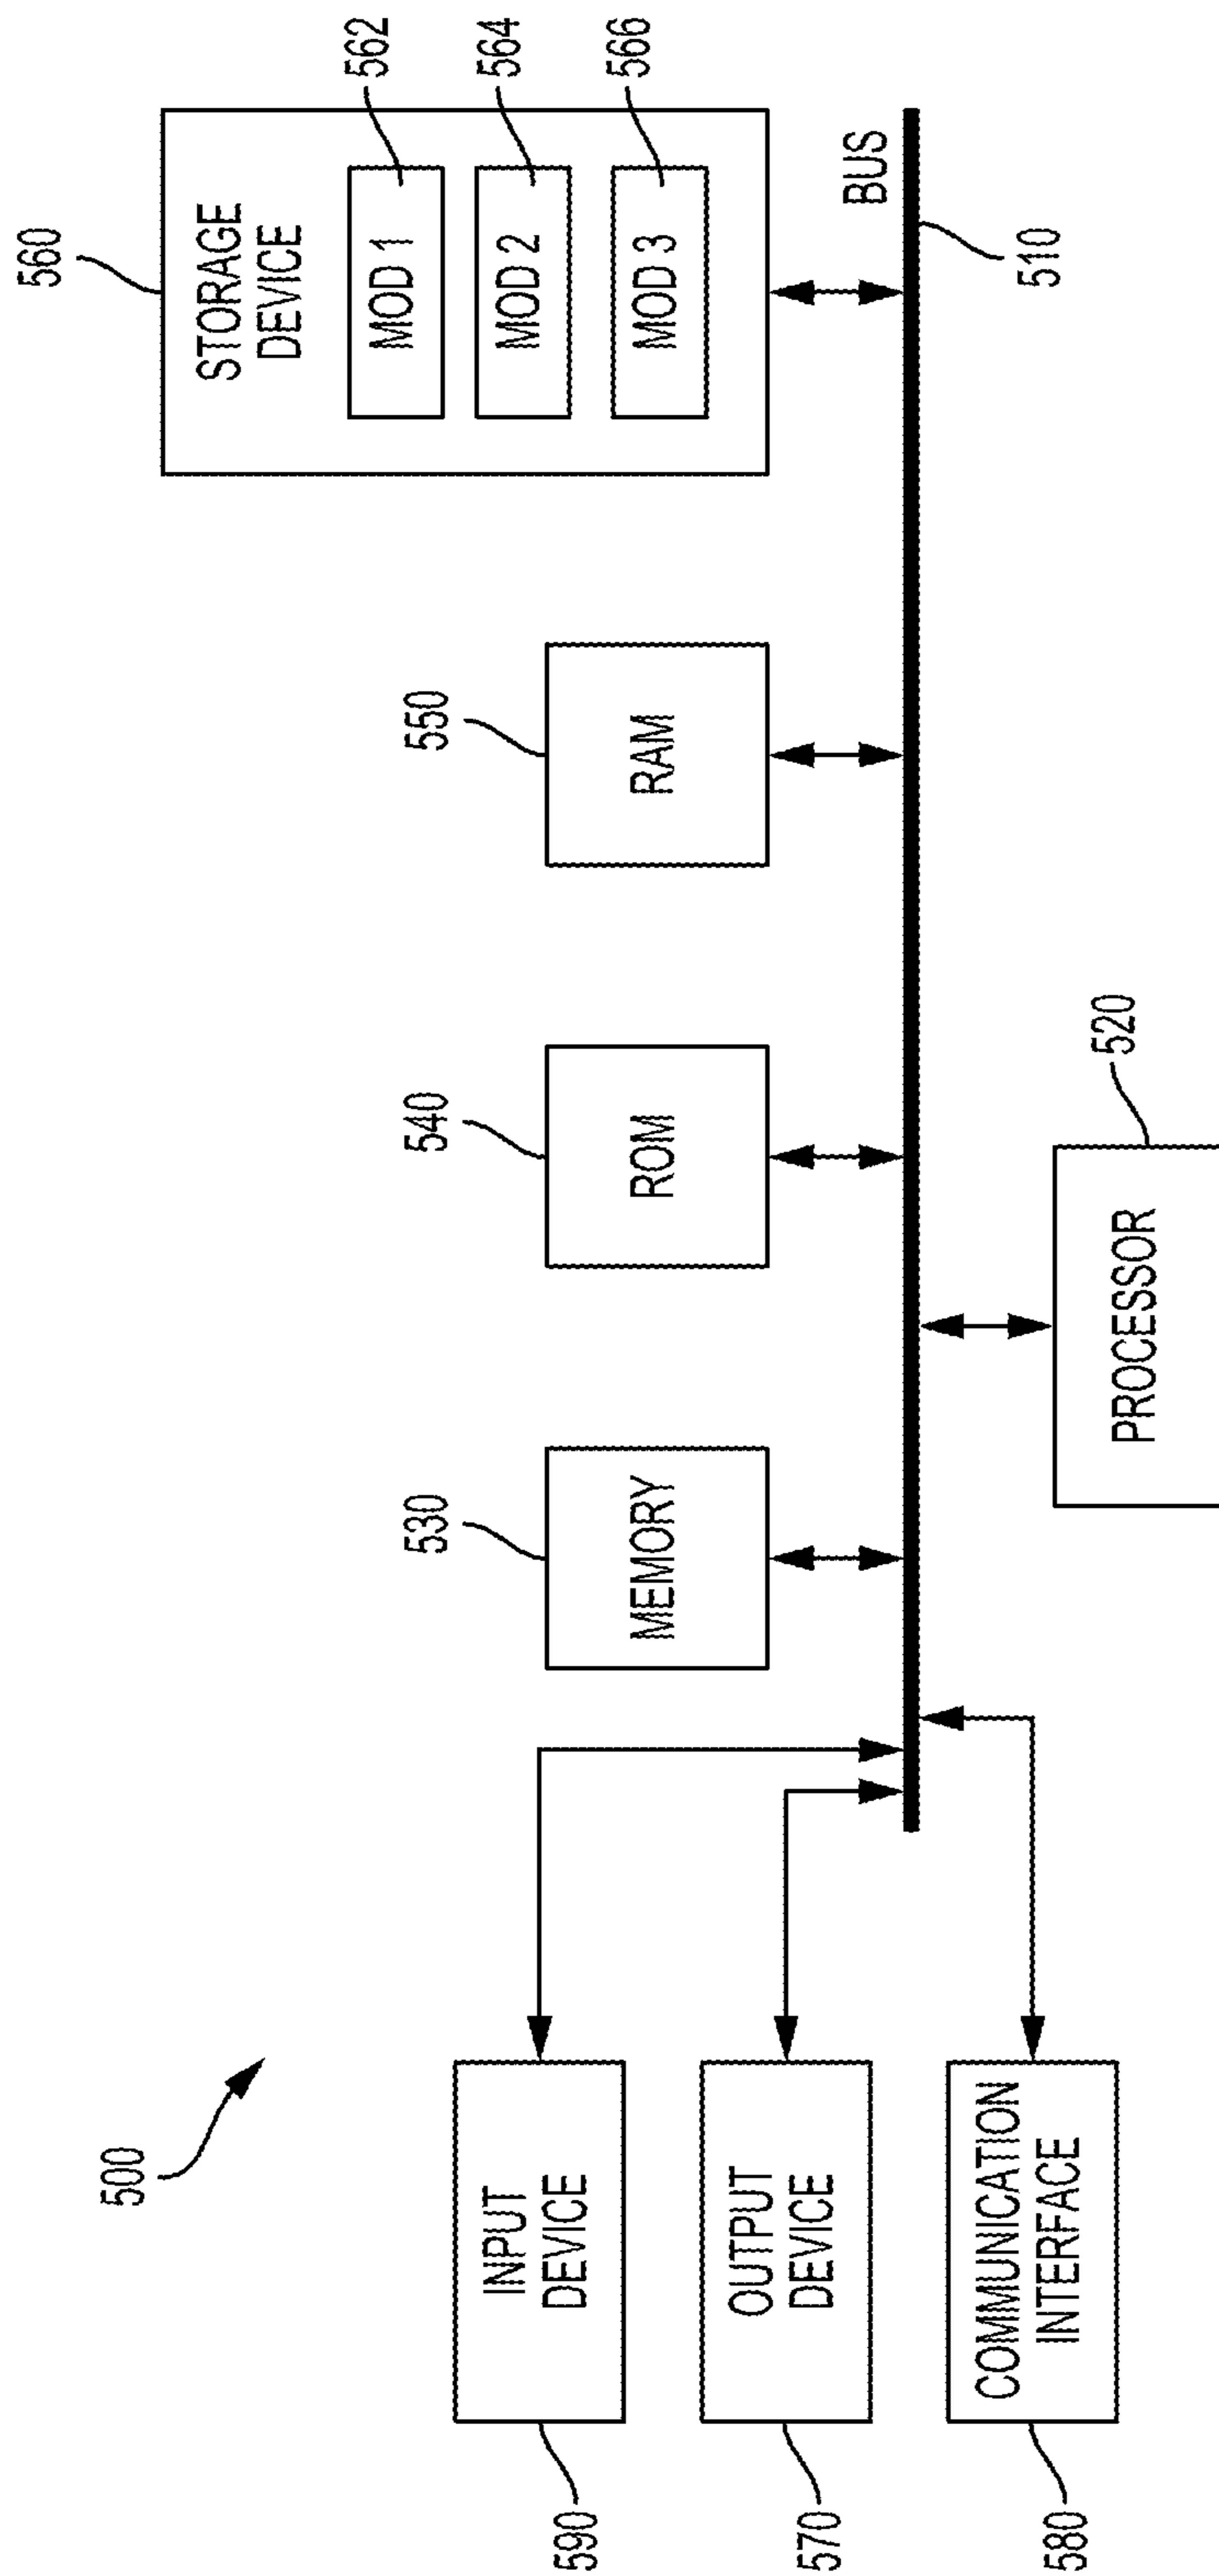 500
560
STORAGE
DEVICE
MOD 1
562
MOD 2
564
MOD 3
566
530
MEMORY
540
ROM
550
RAM
590
INPUT
DEVICE
570
OUTPUT
DEVICE
580
COMMUNICATION
INTERFACE
BUS
510
520
PROCESSOR